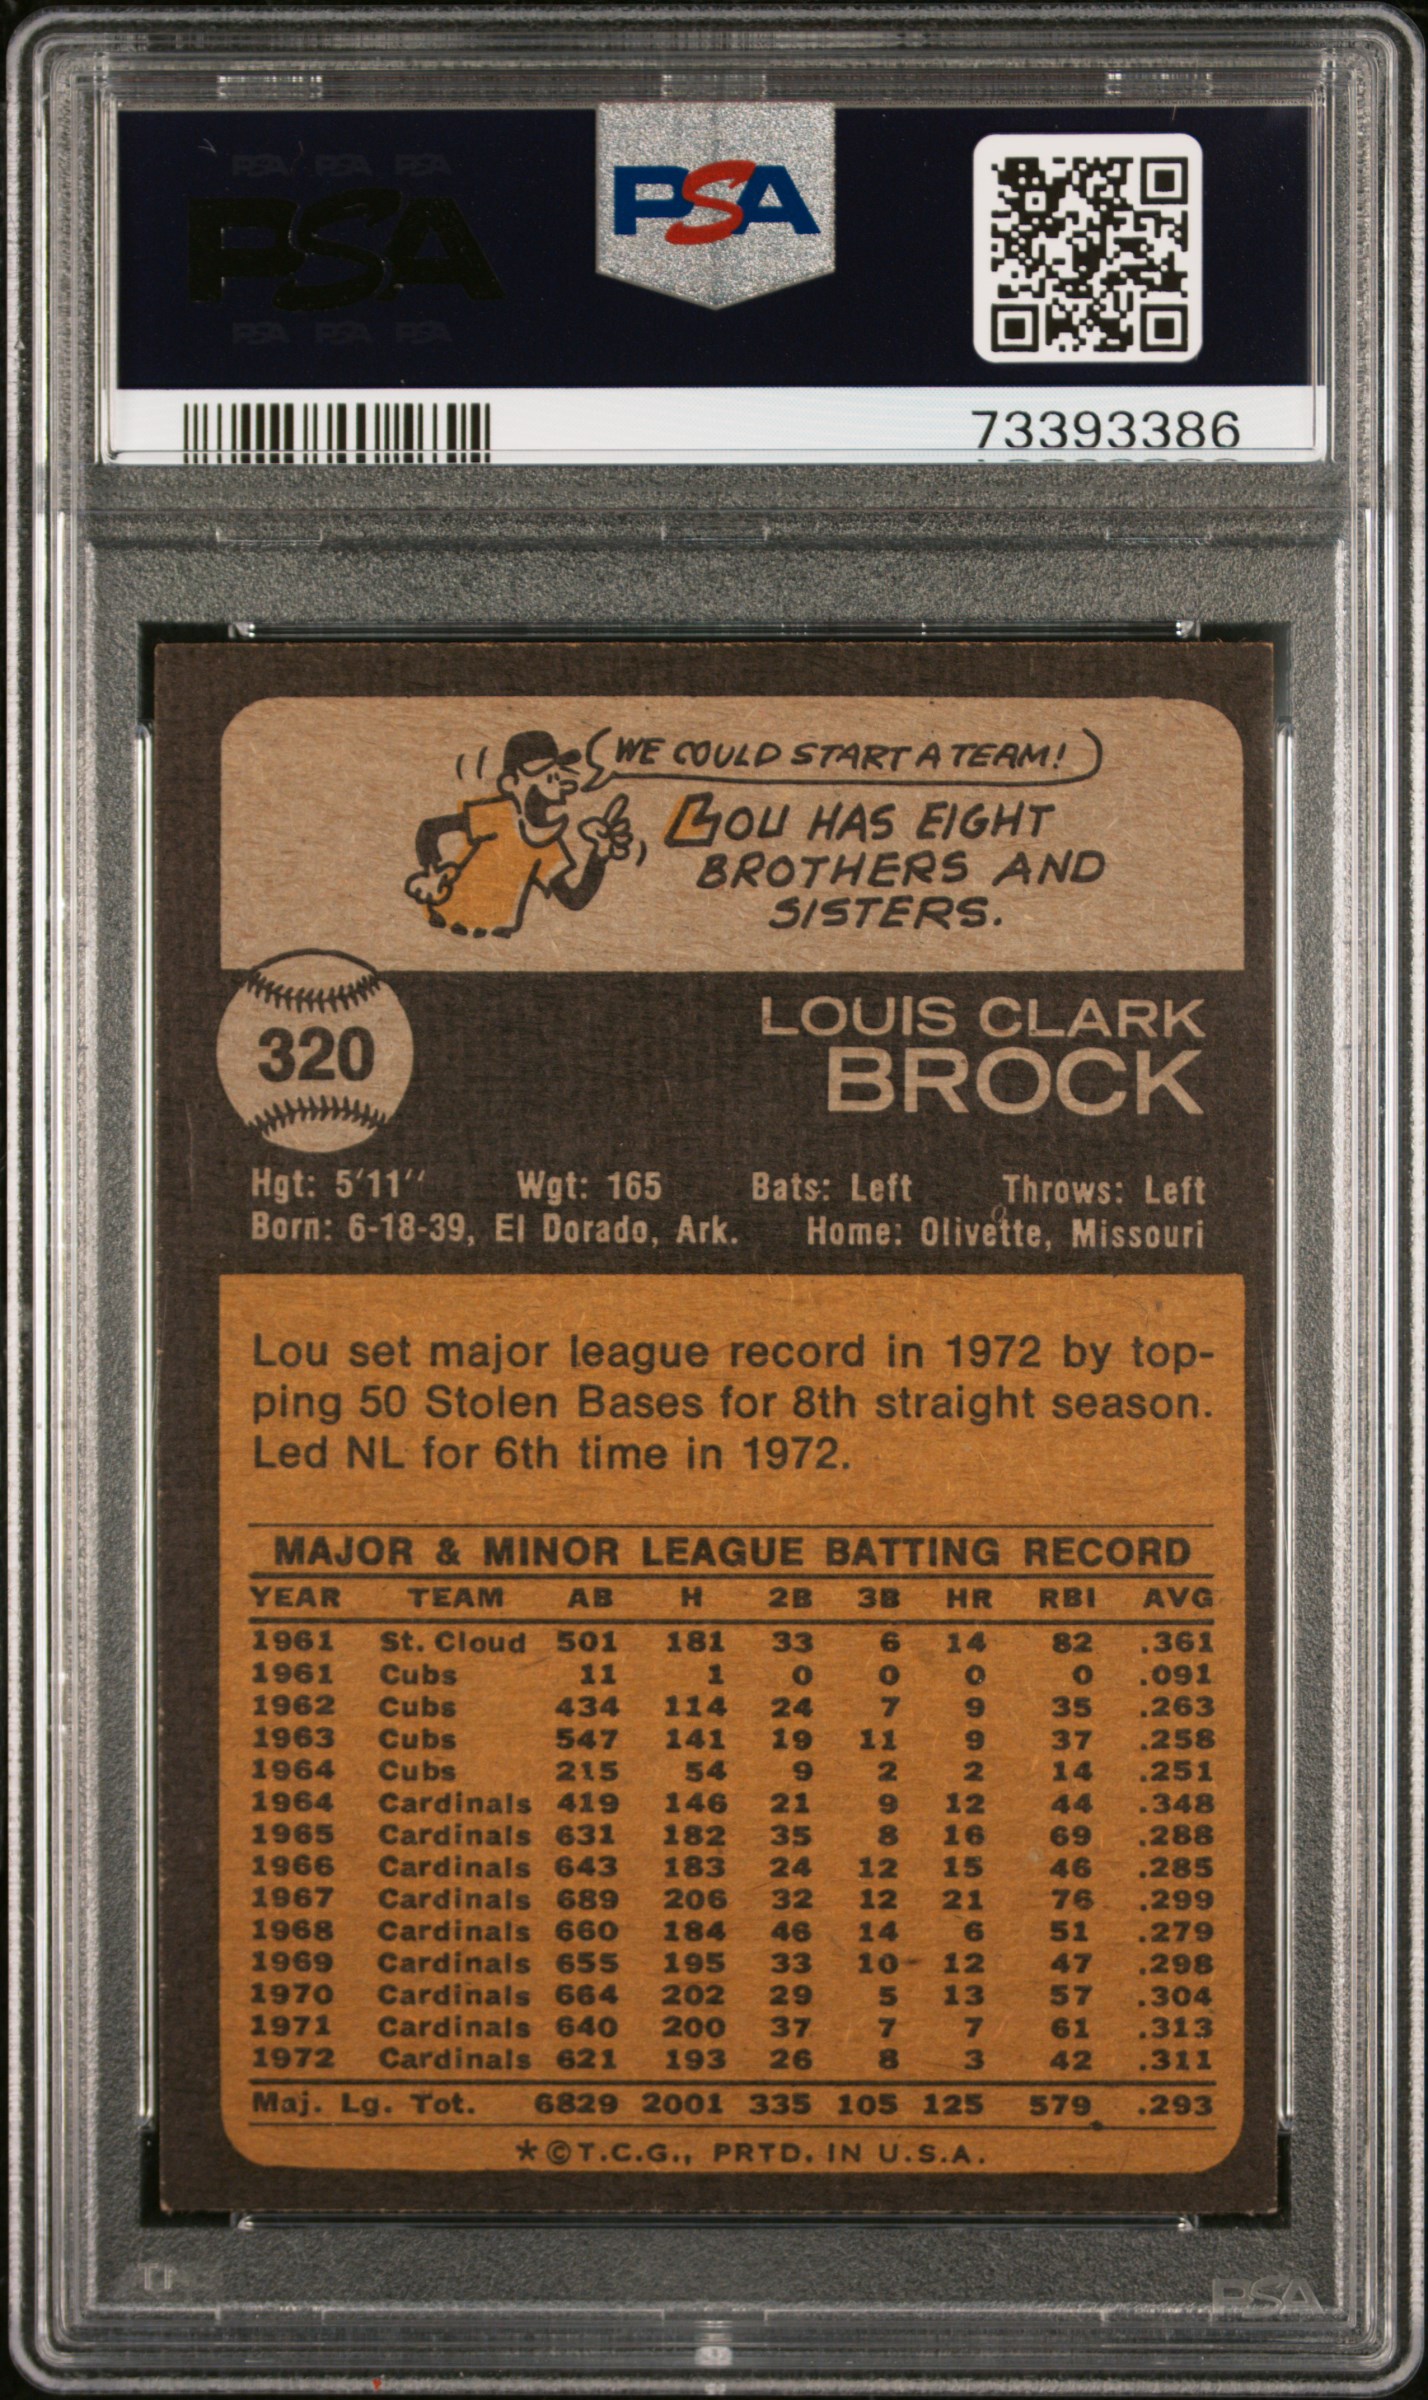 PSA PSA PSA
PSA
PSA PSA PSA
PSA
73393386
WE COULD START A TEAM!
LOU HAS EIGHT
BROTHERS AND
SISTERS.
320
LOUIS CLARK
BROCK
Hgt: 5'11'' Wgt: 165 Bats: Left Throws: Left
Born: 6-18-39, El Dorado, Ark. Home: Olivette, Missouri
Lou set major league record in 1972 by top-
ping 50 Stolen Bases for 8th straight season.
Led NL for 6th time in 1972.
MAJOR & MINOR LEAGUE BATTING RECORD
YEAR TEAM AB H 2B 3B HR RBI AVG
1961 St. Cloud 501 181 33 6 14 82 .361
1961 Cubs 11 1 0 0 0 0 .091
1962 Cubs 434 114 24 7 9 35 .263
1963 Cubs 547 141 19 11 9 37 .258
1964 Cubs 215 54 9 2 2 14 .251
1964 Cardinals 419 146 21 9 12 44 .348
1965 Cardinals 631 182 35 8 16 69 .288
1966 Cardinals 643 183 24 12 15 46 .285
1967 Cardinals 689 206 32 12 21 76 .299
1968 Cardinals 660 184 46 14 6 51 .279
1969 Cardinals 655 195 33 10 12 47 .298
1970 Cardinals 664 202 29 5 13 57 .304
1971 Cardinals 640 200 37 7 7 61 .313
1972 Cardinals 621 193 26 8 3 42 .311
Maj. Lg. Tot. 6829 2001 335 105 125 579 .293
*©T.C.G., PRTD. IN U.S.A.
PSA